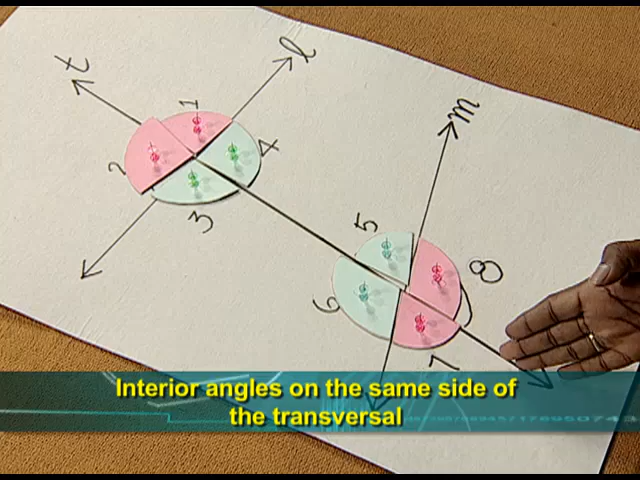 t
l
1
2
4
3
m
5
8
6
7
Interior angles on the same side of
the transversal